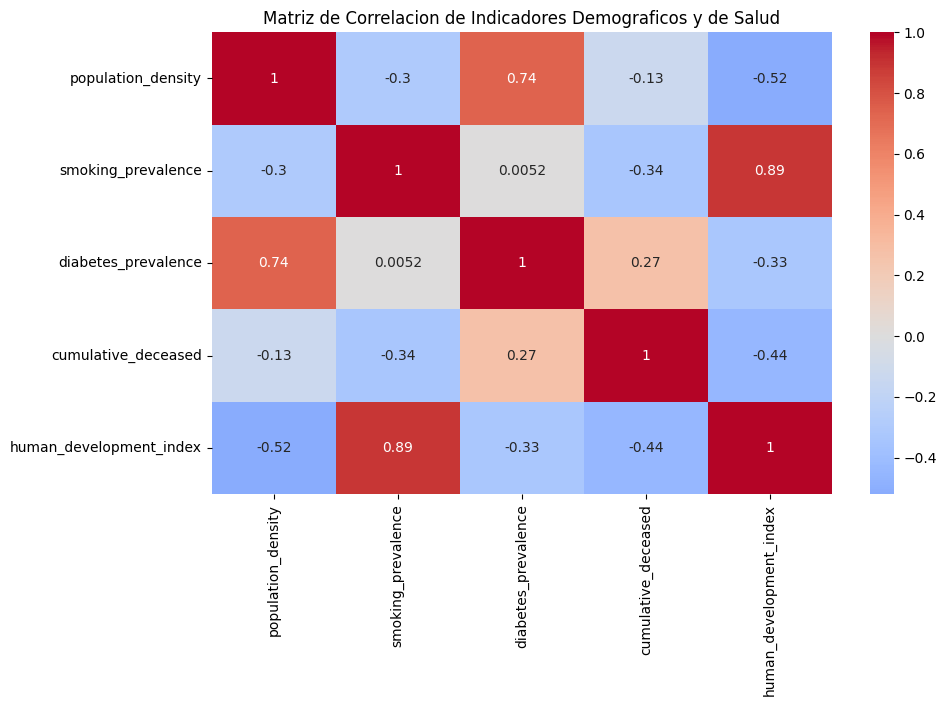 Matriz de Correlacion de Indicadores Demograficos y de Salud
population_density 1 -0.3 0.74 -0.13 -0.52
smoking_prevalence -0.3 1 0.0052 -0.34 0.89
diabetes_prevalence 0.74 0.0052 1 0.27 -0.33
cumulative_deceased -0.13 -0.34 0.27 1 -0.44
human_development_index -0.52 0.89 -0.33 -0.44 1
population_density
smoking_prevalence
diabetes_prevalence
cumulative_deceased
human_development_index
1.0
0.8
0.6
0.4
0.2
0.0
−0.2
−0.4